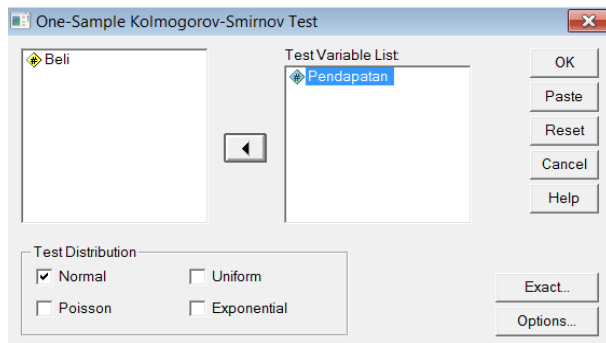 One-Sample Kolmogorov-Smirnov Test
Beli
Test Variable List:
Pendapatan
OK
Paste
Reset
Cancel
Help
Test Distribution
Normal
Uniform
Poisson
Exponential
Exact...
Options...